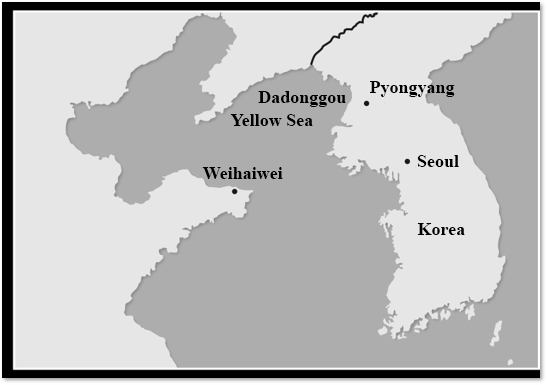 Pyongyang
Dadonggou
Yellow Sea
Seoul
Weihaiwei
Korea